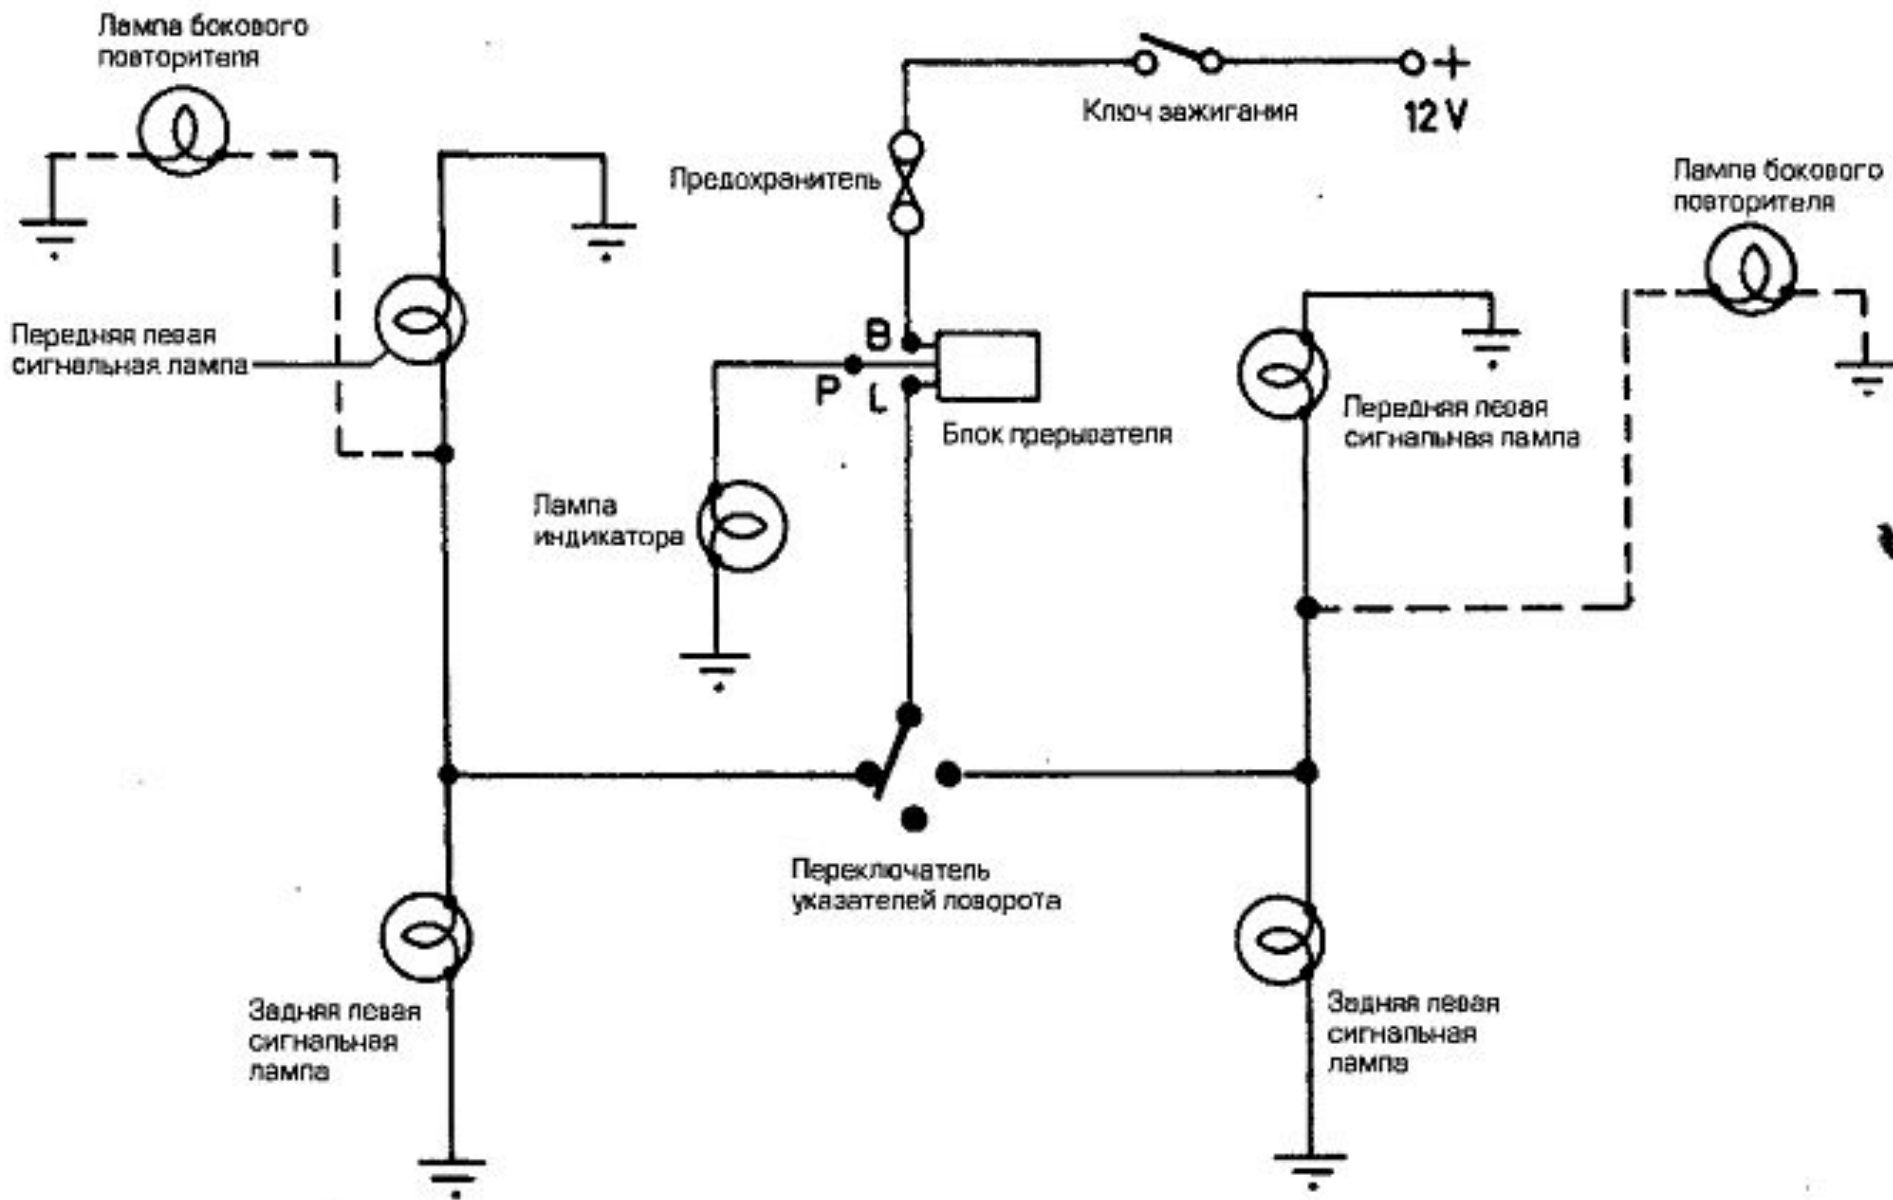 Лампа бокового
повторителя
Ключ зажигания
+
12 V
Предохранитель
Лампа бокового
повторителя
Передняя левая
сигнальная лампа
B
P
L
Блок прерывателя
Передняя левая
сигнальная лампа
Лампа
индикатора
Переключатель
указателей поворота
Задняя левая
сигнальная
лампа
Задняя левая
сигнальная
лампа